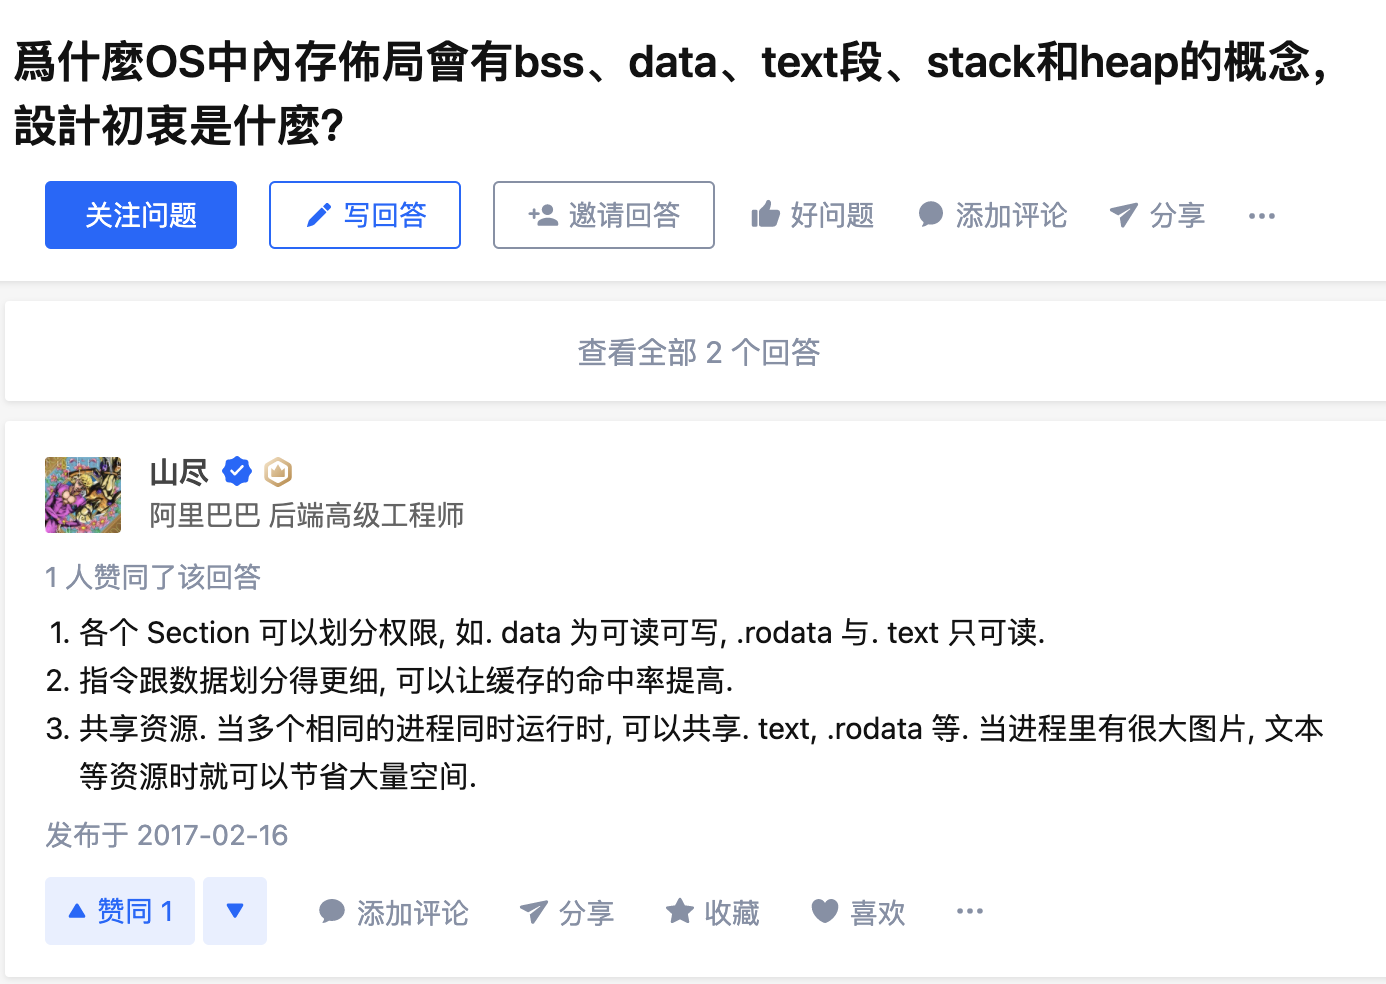 爲什麼OS中內存佈局會有bss、data、text段、stack和heap的概念，
設計初衷是什麼?
关注问题
写回答
邀请回答
好问题
添加评论
分享
查看全部 2 个回答
山尽
阿里巴巴 后端高级工程师
1 人赞同了该回答
1. 各个 Section 可以划分权限, 如. data 为可读可写, .rodata 与. text 只可读.
2. 指令跟数据划分得更细, 可以让缓存的命中率提高.
3. 共享资源. 当多个相同的进程同时运行时, 可以共享. text, .rodata 等. 当进程里有很大图片, 文本
等资源时就可以节省大量空间.
发布于 2017-02-16
赞同 1
添加评论
分享
收藏
喜欢